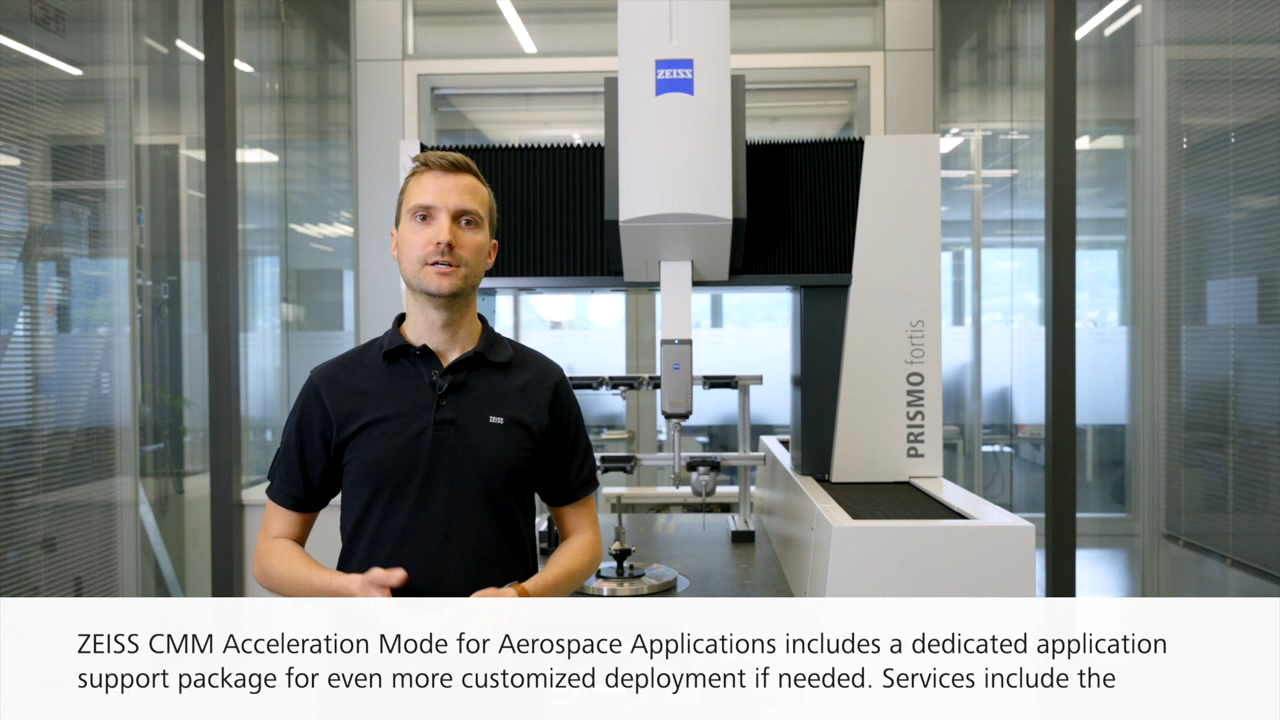 ZEISS
PRISMO fortis
ZEISS
ZEISS CMM Acceleration Mode for Aerospace Applications includes a dedicated application
support package for even more customized deployment if needed. Services include the